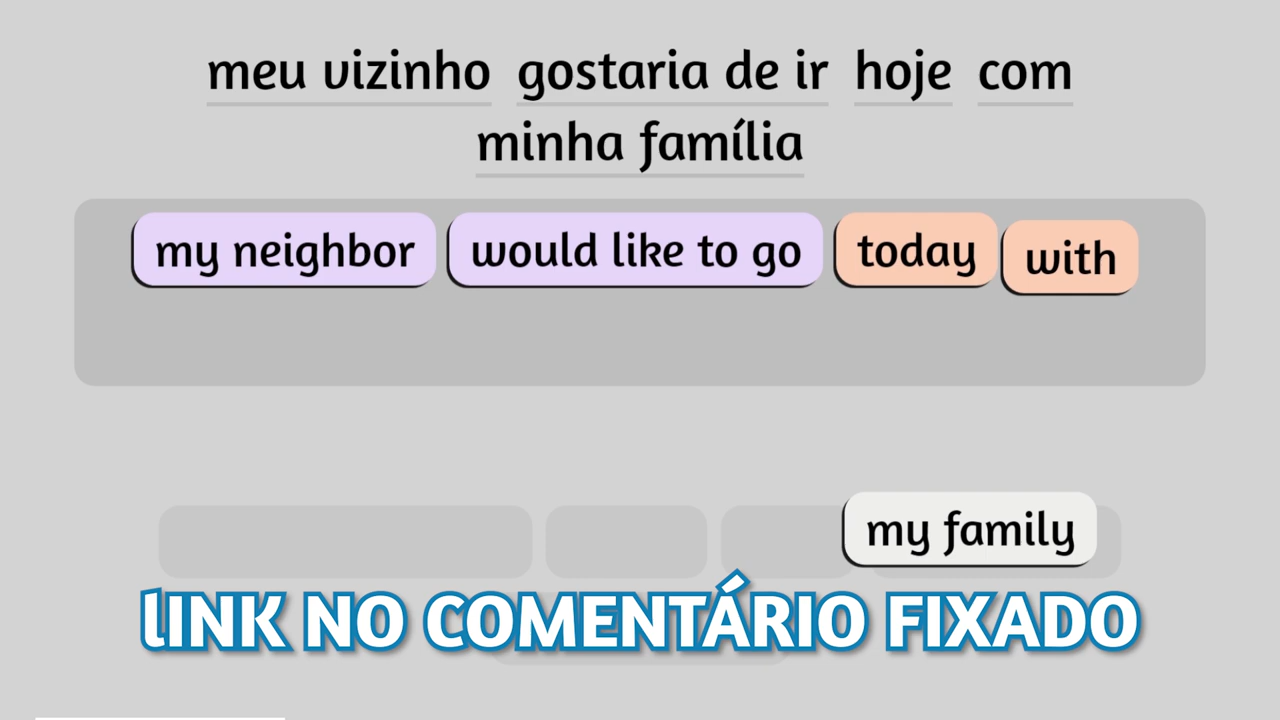 meu vizinho gostaria de ir hoje com
minha família
my neighbor would like to go today with
my family
LINK NO COMENTÁRIO FIXADO